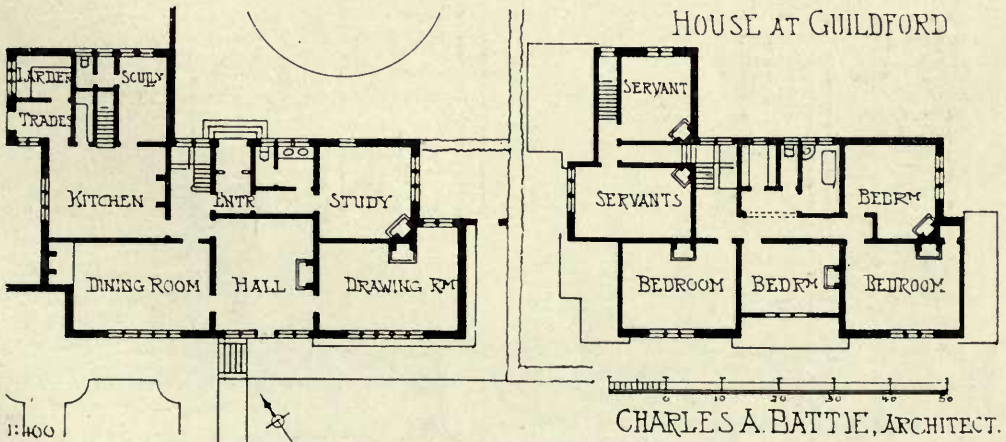 HOUSE AT GUILDFORD
LARDER
SCULLY
TRADES
KITCHEN
ENTR
STUDY
DINING ROOM
HALL
DRAWING RM
SERVANT
SERVANTS
BEDRM
BEDROOM
BEDRM
BEDROOM
0 10 20 30 40 50
1:400
CHARLES A. BATTIE, ARCHITECT.